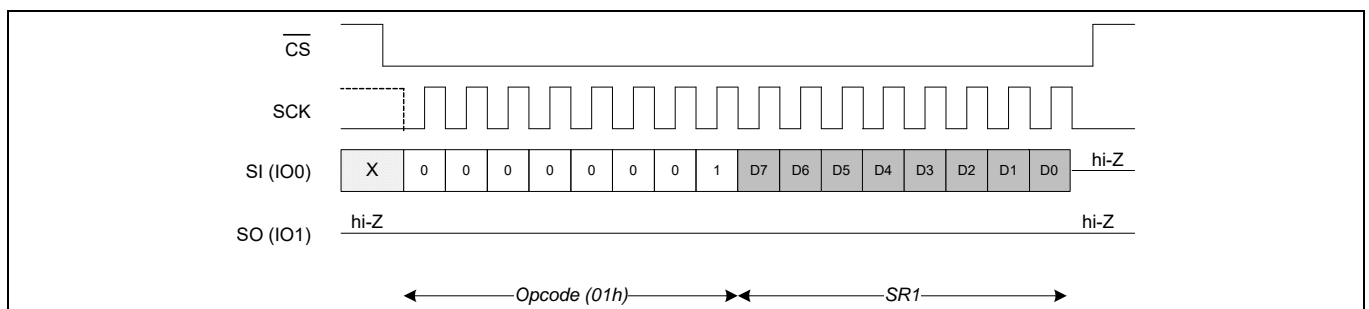 CS
SCK
SI (IO0) X 0 0 0 0 0 0 0 1 D7 D6 D5 D4 D3 D2 D1 D0 hi-Z
hi-Z hi-Z
SO (IO1)
Opcode (01h) SR1